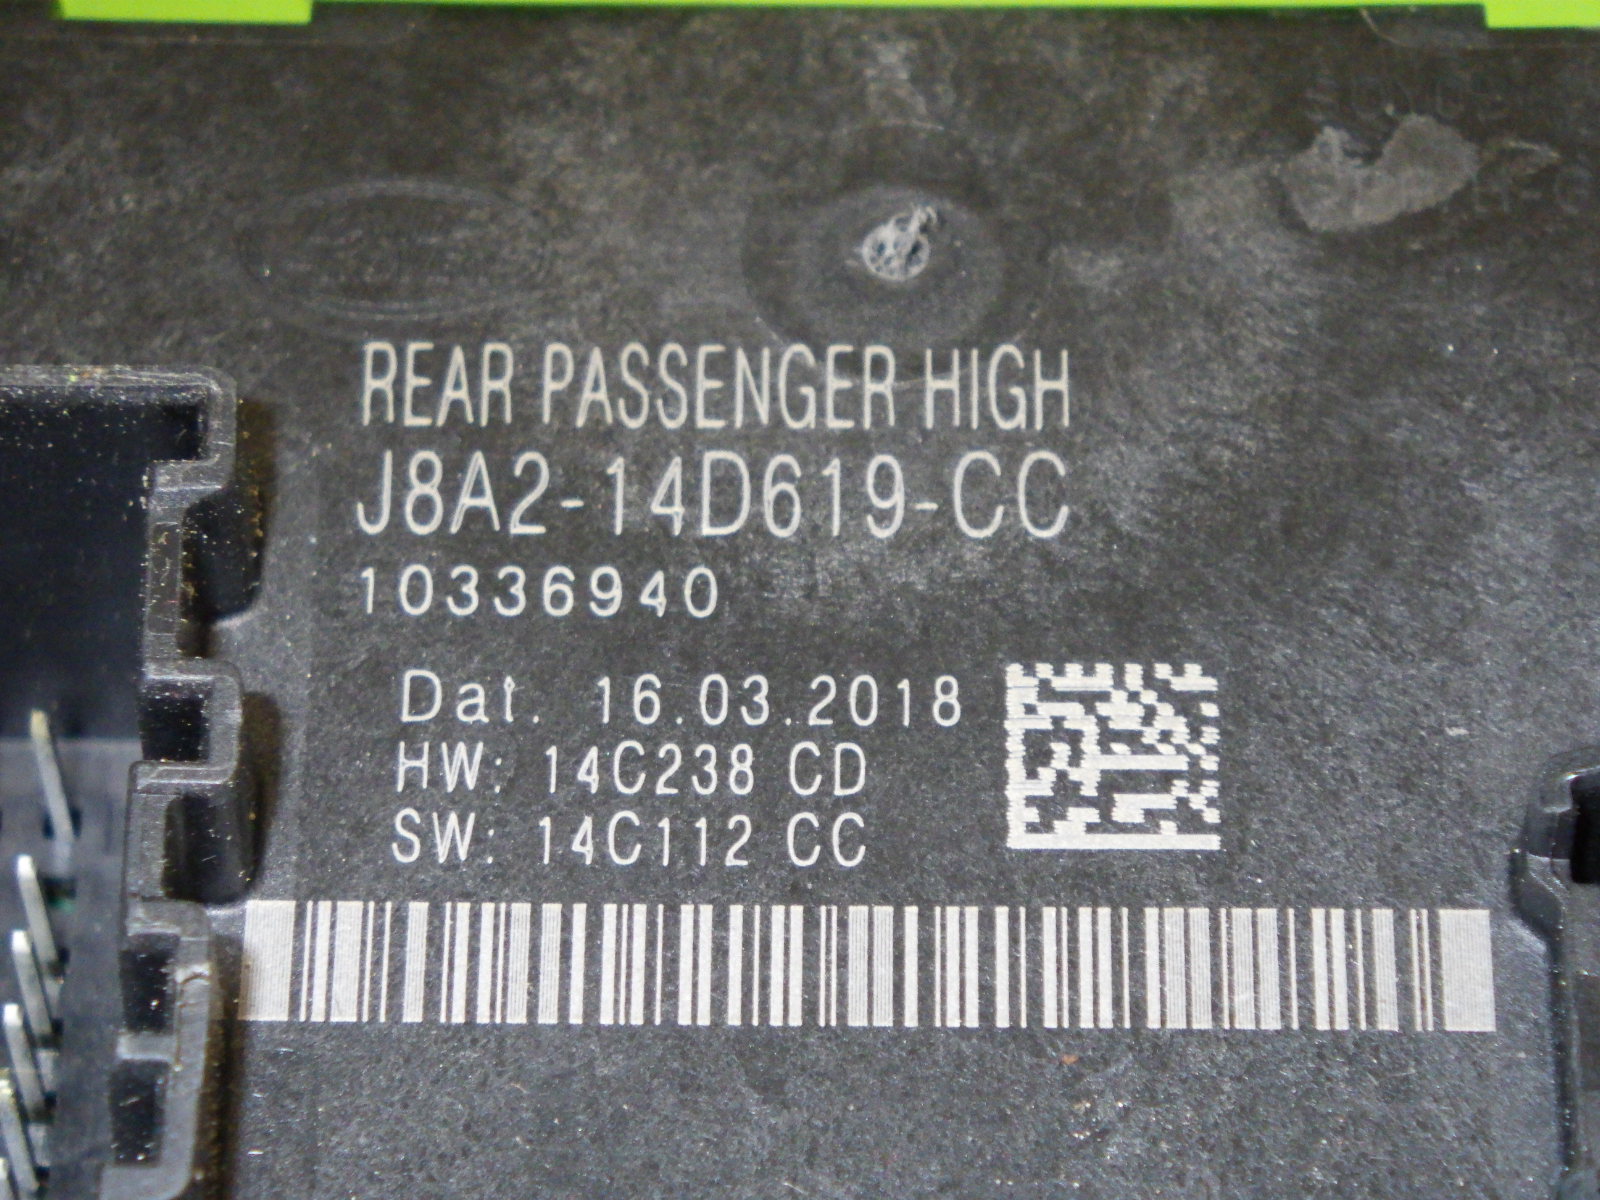 REAR PASSENGER HIGH
J8A2-14D619-CC
10336940
Dat. 16.03.2018
HW: 14C238 CD
SW: 14C112 CC